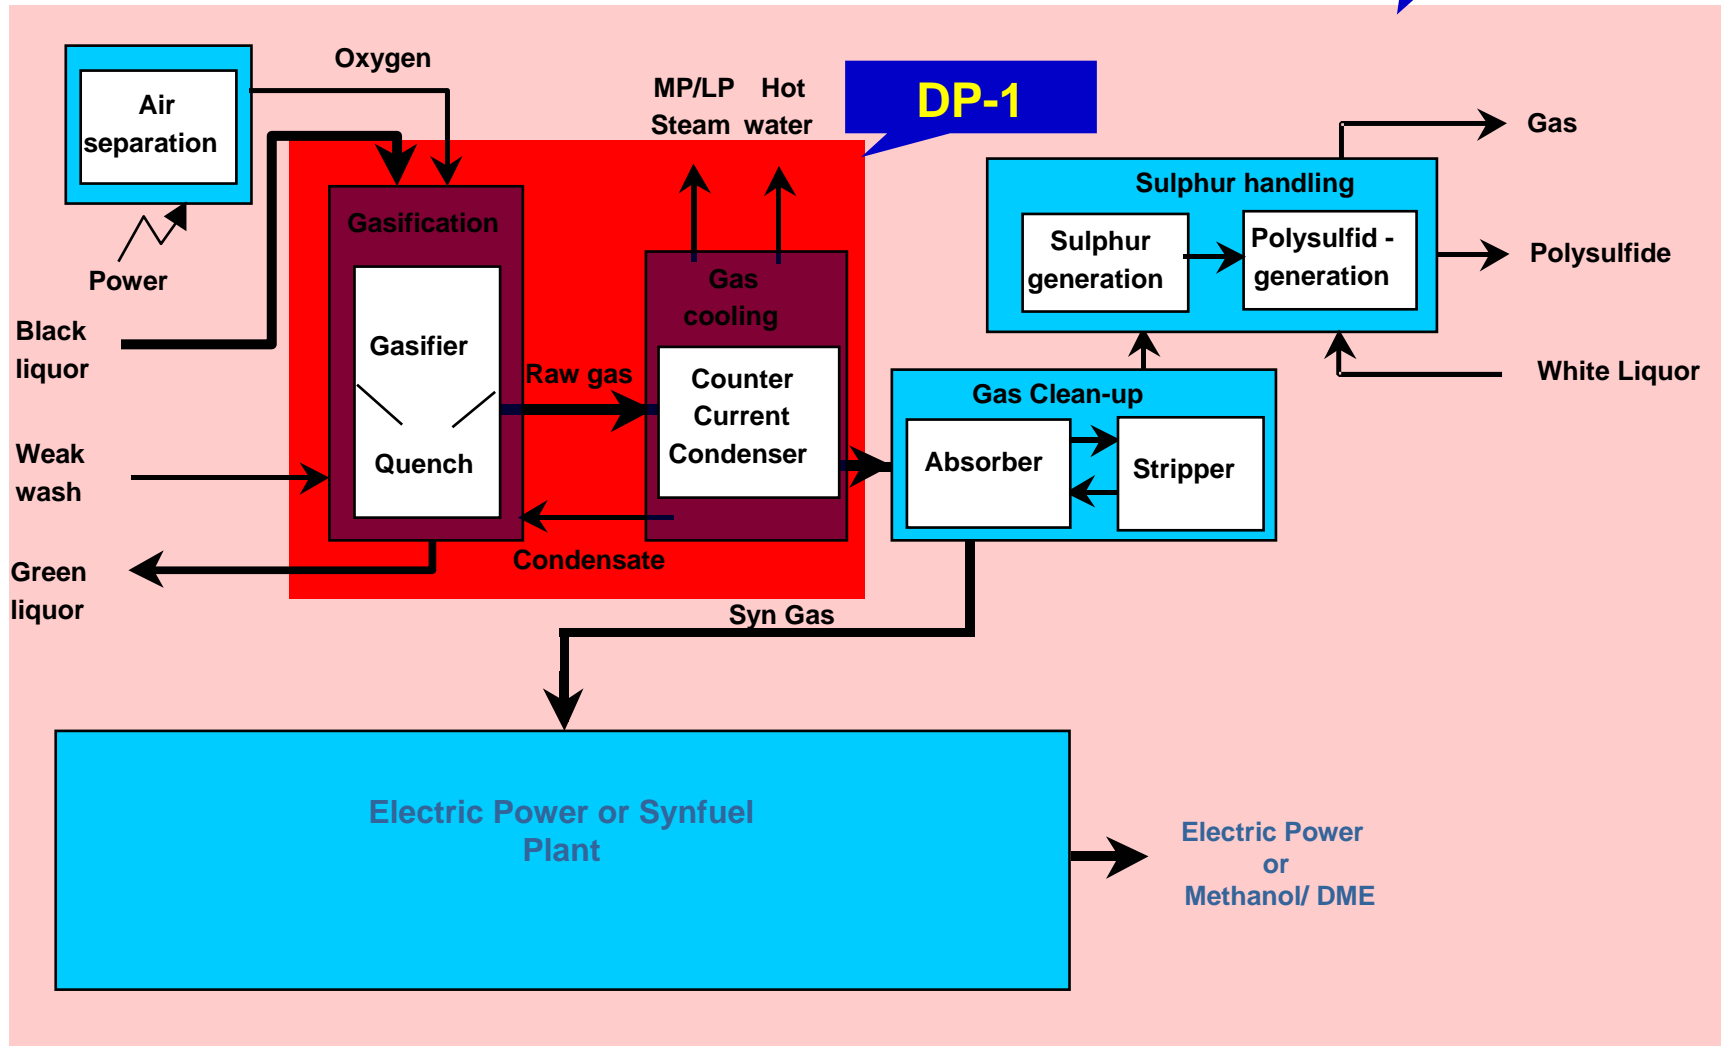 Oxygen
MP/LP Hot
Steam water
DP-1
Air
separation
Gas
Sulphur handling
Gasification
Sulphur
generation
Polysulfid -
generation
Polysulfide
Power
Gas
cooling
Black
liquor
Gasifier
Raw gas
Counter
Current
Condenser
White Liquor
Gas Clean-up
Weak
wash
Quench
Absorber
Stripper
Condensate
Green
liquor
Syn Gas
Electric Power or Synfuel
Plant
Electric Power
or
Methanol/ DME